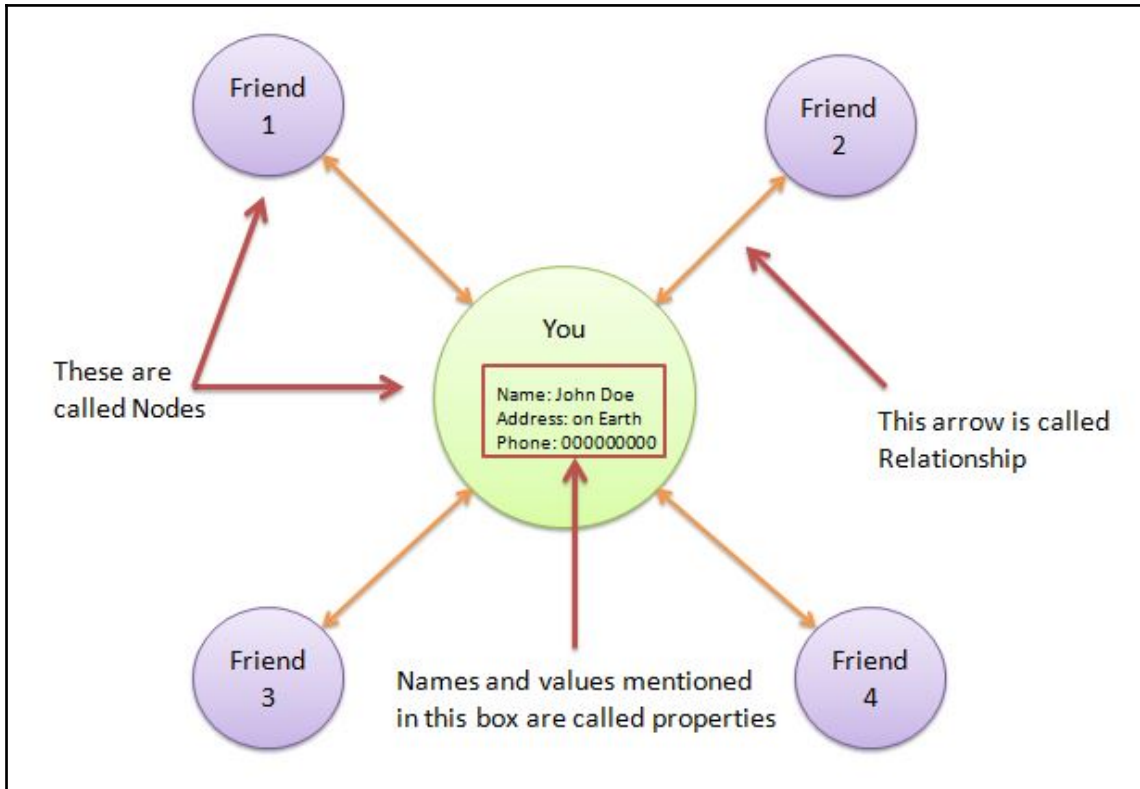 Friend
1
Friend
2
You
Name: John Doe
Address: on Earth
Phone: 000000000
These are
called Nodes
This arrow is called
Relationship
Friend
3
Names and values mentioned
in this box are called properties
Friend
4